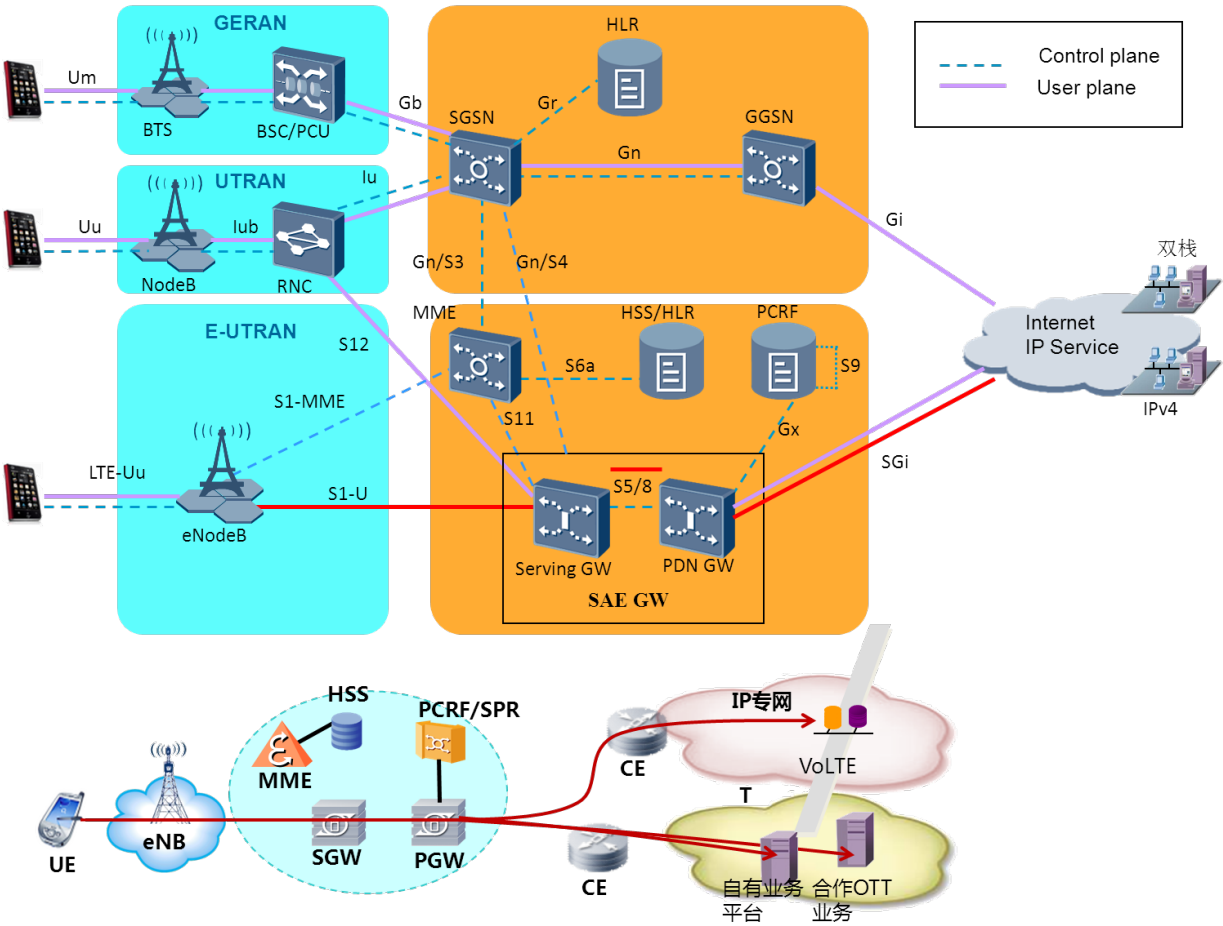 GERAN
HLR
Control plane
User plane
Um
BTS
BSC/PCU
Gb
SGSN
Gr
GGSN
Gn
UTRAN
Iu
Uu
Iub
NodeB
RNC
Gn/S3
Gn/S4
Gi
双栈
E-UTRAN
MME
HSS/HLR
PCRF
Internet
IP Service
S12
S6a
S9
S1-MME
S11
Gx
IPv4
LTE-Uu
S1-U
S5/8
SGi
eNodeB
Serving GW
PDN GW
SAE GW
HSS
PCRF/SPR
IP专网
MME
CE
VoLTE
T
eNB
UE
SGW
PGW
CE
自有业务
平台
合作OTT
业务